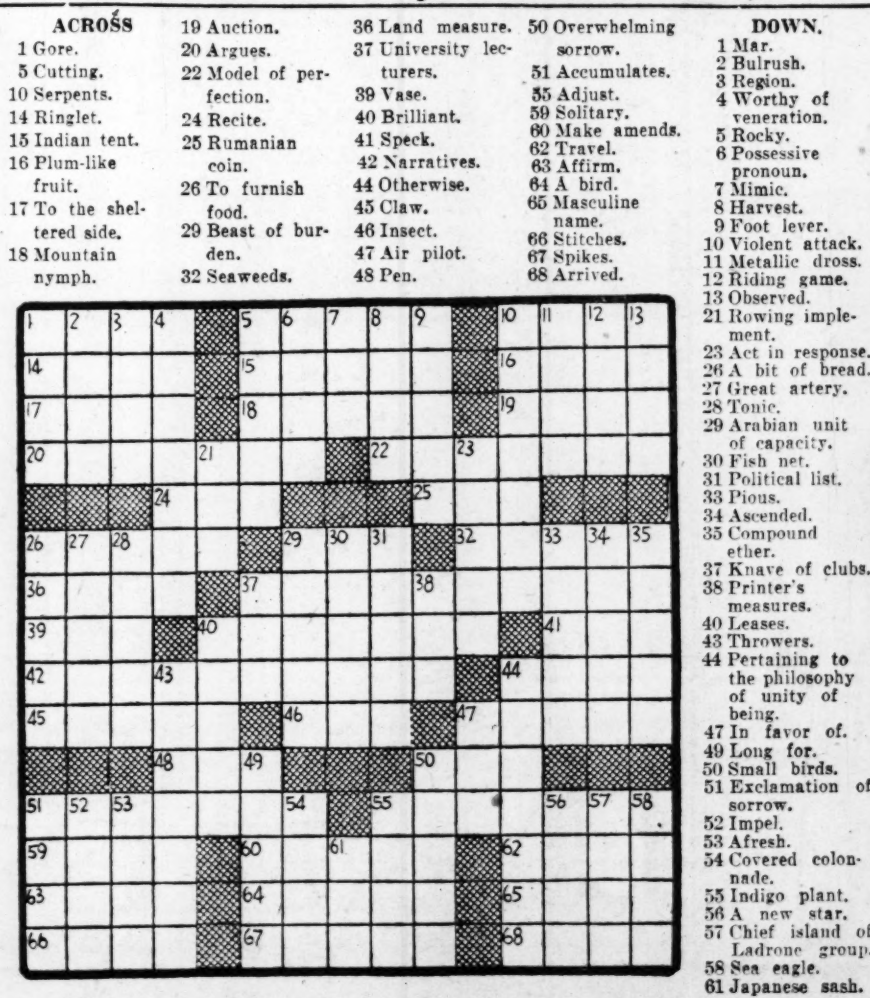 ACROSS
1 Gore.
5 Cutting.
10 Serpents.
14 Ringlet.
15 Indian tent.
16 Plum-like
fruit.
17 To the shel-
tered side.
18 Mountain
nymph.
19 Auction.
20 Argues.
22 Model of per-
fection.
24 Recite.
25 Rumanian
coin.
26 To furnish
food.
29 Beast of bur-
den.
32 Seaweeds.
36 Land measure.
37 University lec-
turers.
39 Vase.
40 Brilliant.
41 Speck.
42 Narratives.
44 Otherwise.
45 Claw.
46 Insect.
47 Air pilot.
48 Pen.
50 Overwhelming
sorrow.
51 Accumulates.
55 Adjust.
59 Solitary.
60 Make amends.
62 Travel.
63 Affirm.
64 A bird.
65 Masculine
name.
66 Stitches.
67 Spikes.
68 Arrived.
DOWN.
1 Mar.
2 Bulrush.
3 Region.
4 Worthy of
veneration.
5 Rocky.
6 Possessive
pronoun.
7 Mimic.
8 Harvest.
9 Foot lever.
10 Violent attack.
11 Metallic dross.
12 Riding game.
13 Observed.
21 Rowing imple-
ment.
23 Act in response.
26 A bit of bread.
27 Great artery.
28 Tonic.
29 Arabian unit
of capacity.
30 Fish net.
31 Political list.
33 Pious.
34 Ascended.
35 Compound
ether.
37 Knave of clubs.
38 Printer's
measures.
40 Leases.
43 Throwers.
44 Pertaining to
the philosophy
of unity of
being.
47 In favor of.
49 Long for.
50 Small birds.
51 Exclamation of
sorrow.
52 Impel.
53 Afresh.
54 Covered colon-
nade.
55 Indigo plant.
56 A new star.
57 Chief island of
Ladrone group.
58 Sea eagle.
61 Japanese sash.
1 2 3 4 5 6 7 8 9 10 11 12 13
14 15 16
17 18 19
20 21 22 23
24 25
26 27 28 29 30 31 32 33 34 35
36 37 38
39 40 41
42 43 44
45 46 47
48 49 50
51 52 53 54 55 56 57 58
59 60 61 62
63 64 65
66 67 68